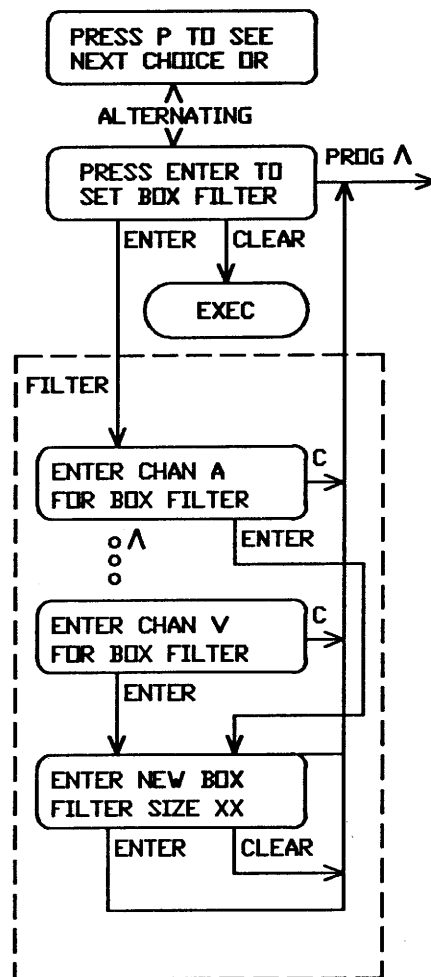 PRESS P TO SEE
NEXT CHOICE OR
ALTERNATING
PRESS ENTER TO
SET BOX FILTER
PROG Λ
ENTER
CLEAR
EXEC
FILTER
ENTER CHAN A
FOR BOX FILTER
C
Λ
ENTER
ENTER CHAN V
FOR BOX FILTER
C
ENTER
ENTER NEW BOX
FILTER SIZE XX
ENTER
CLEAR